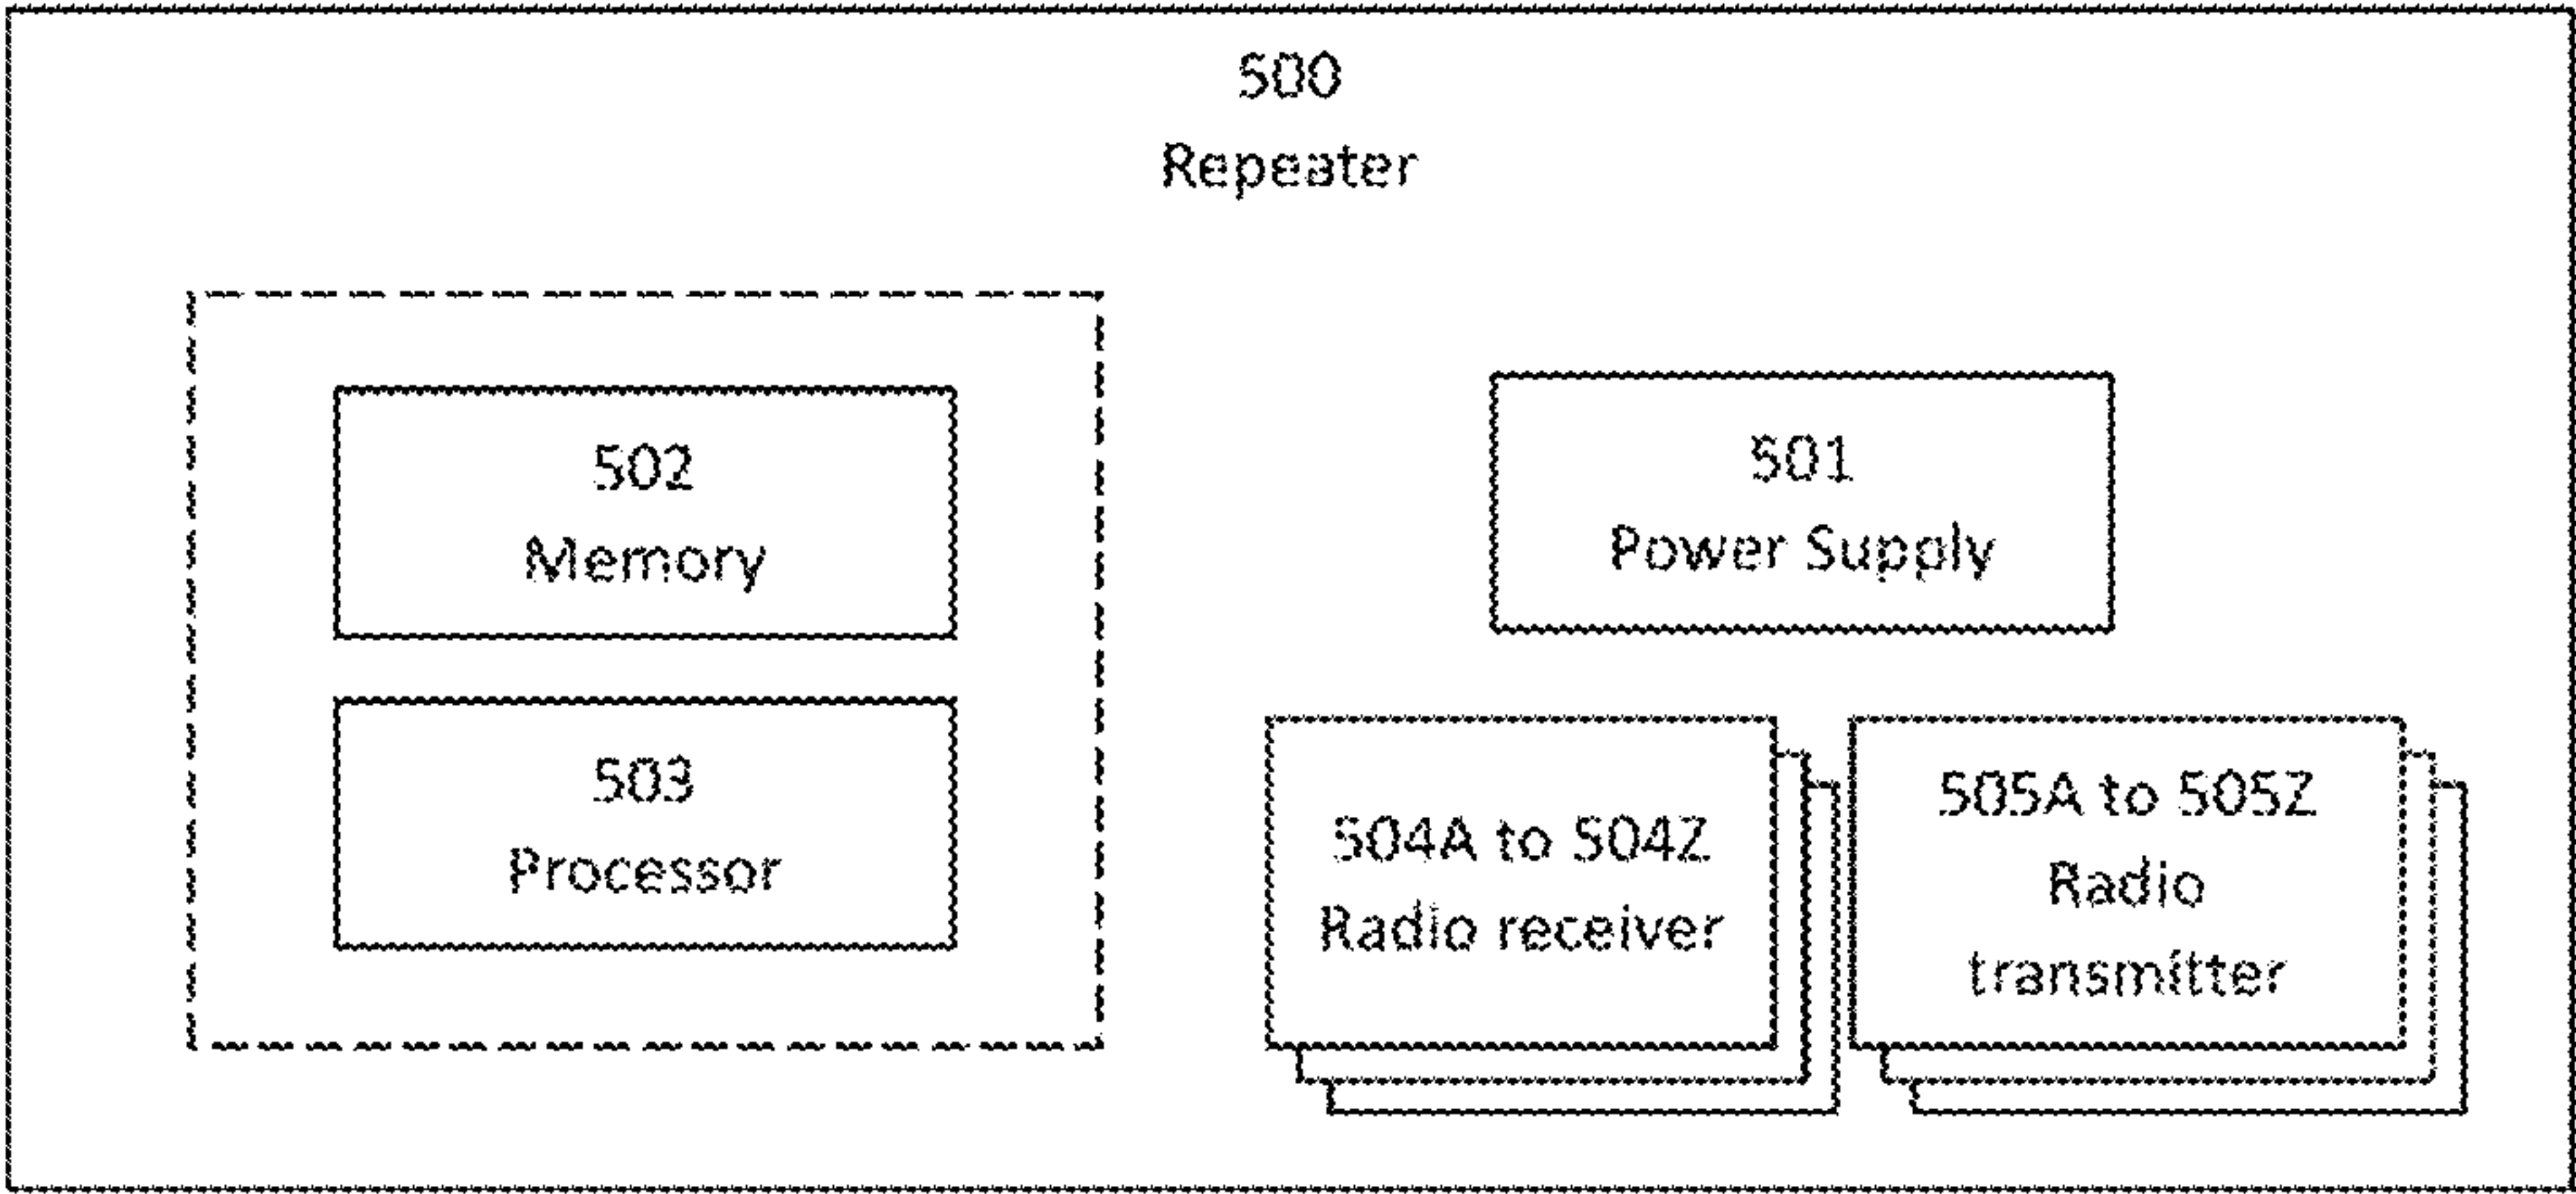 500
Repeater
502
Memory
503
Processor
501
Power Supply
504A to 504Z
Radio receiver
505A to 505Z
Radio
transmitter